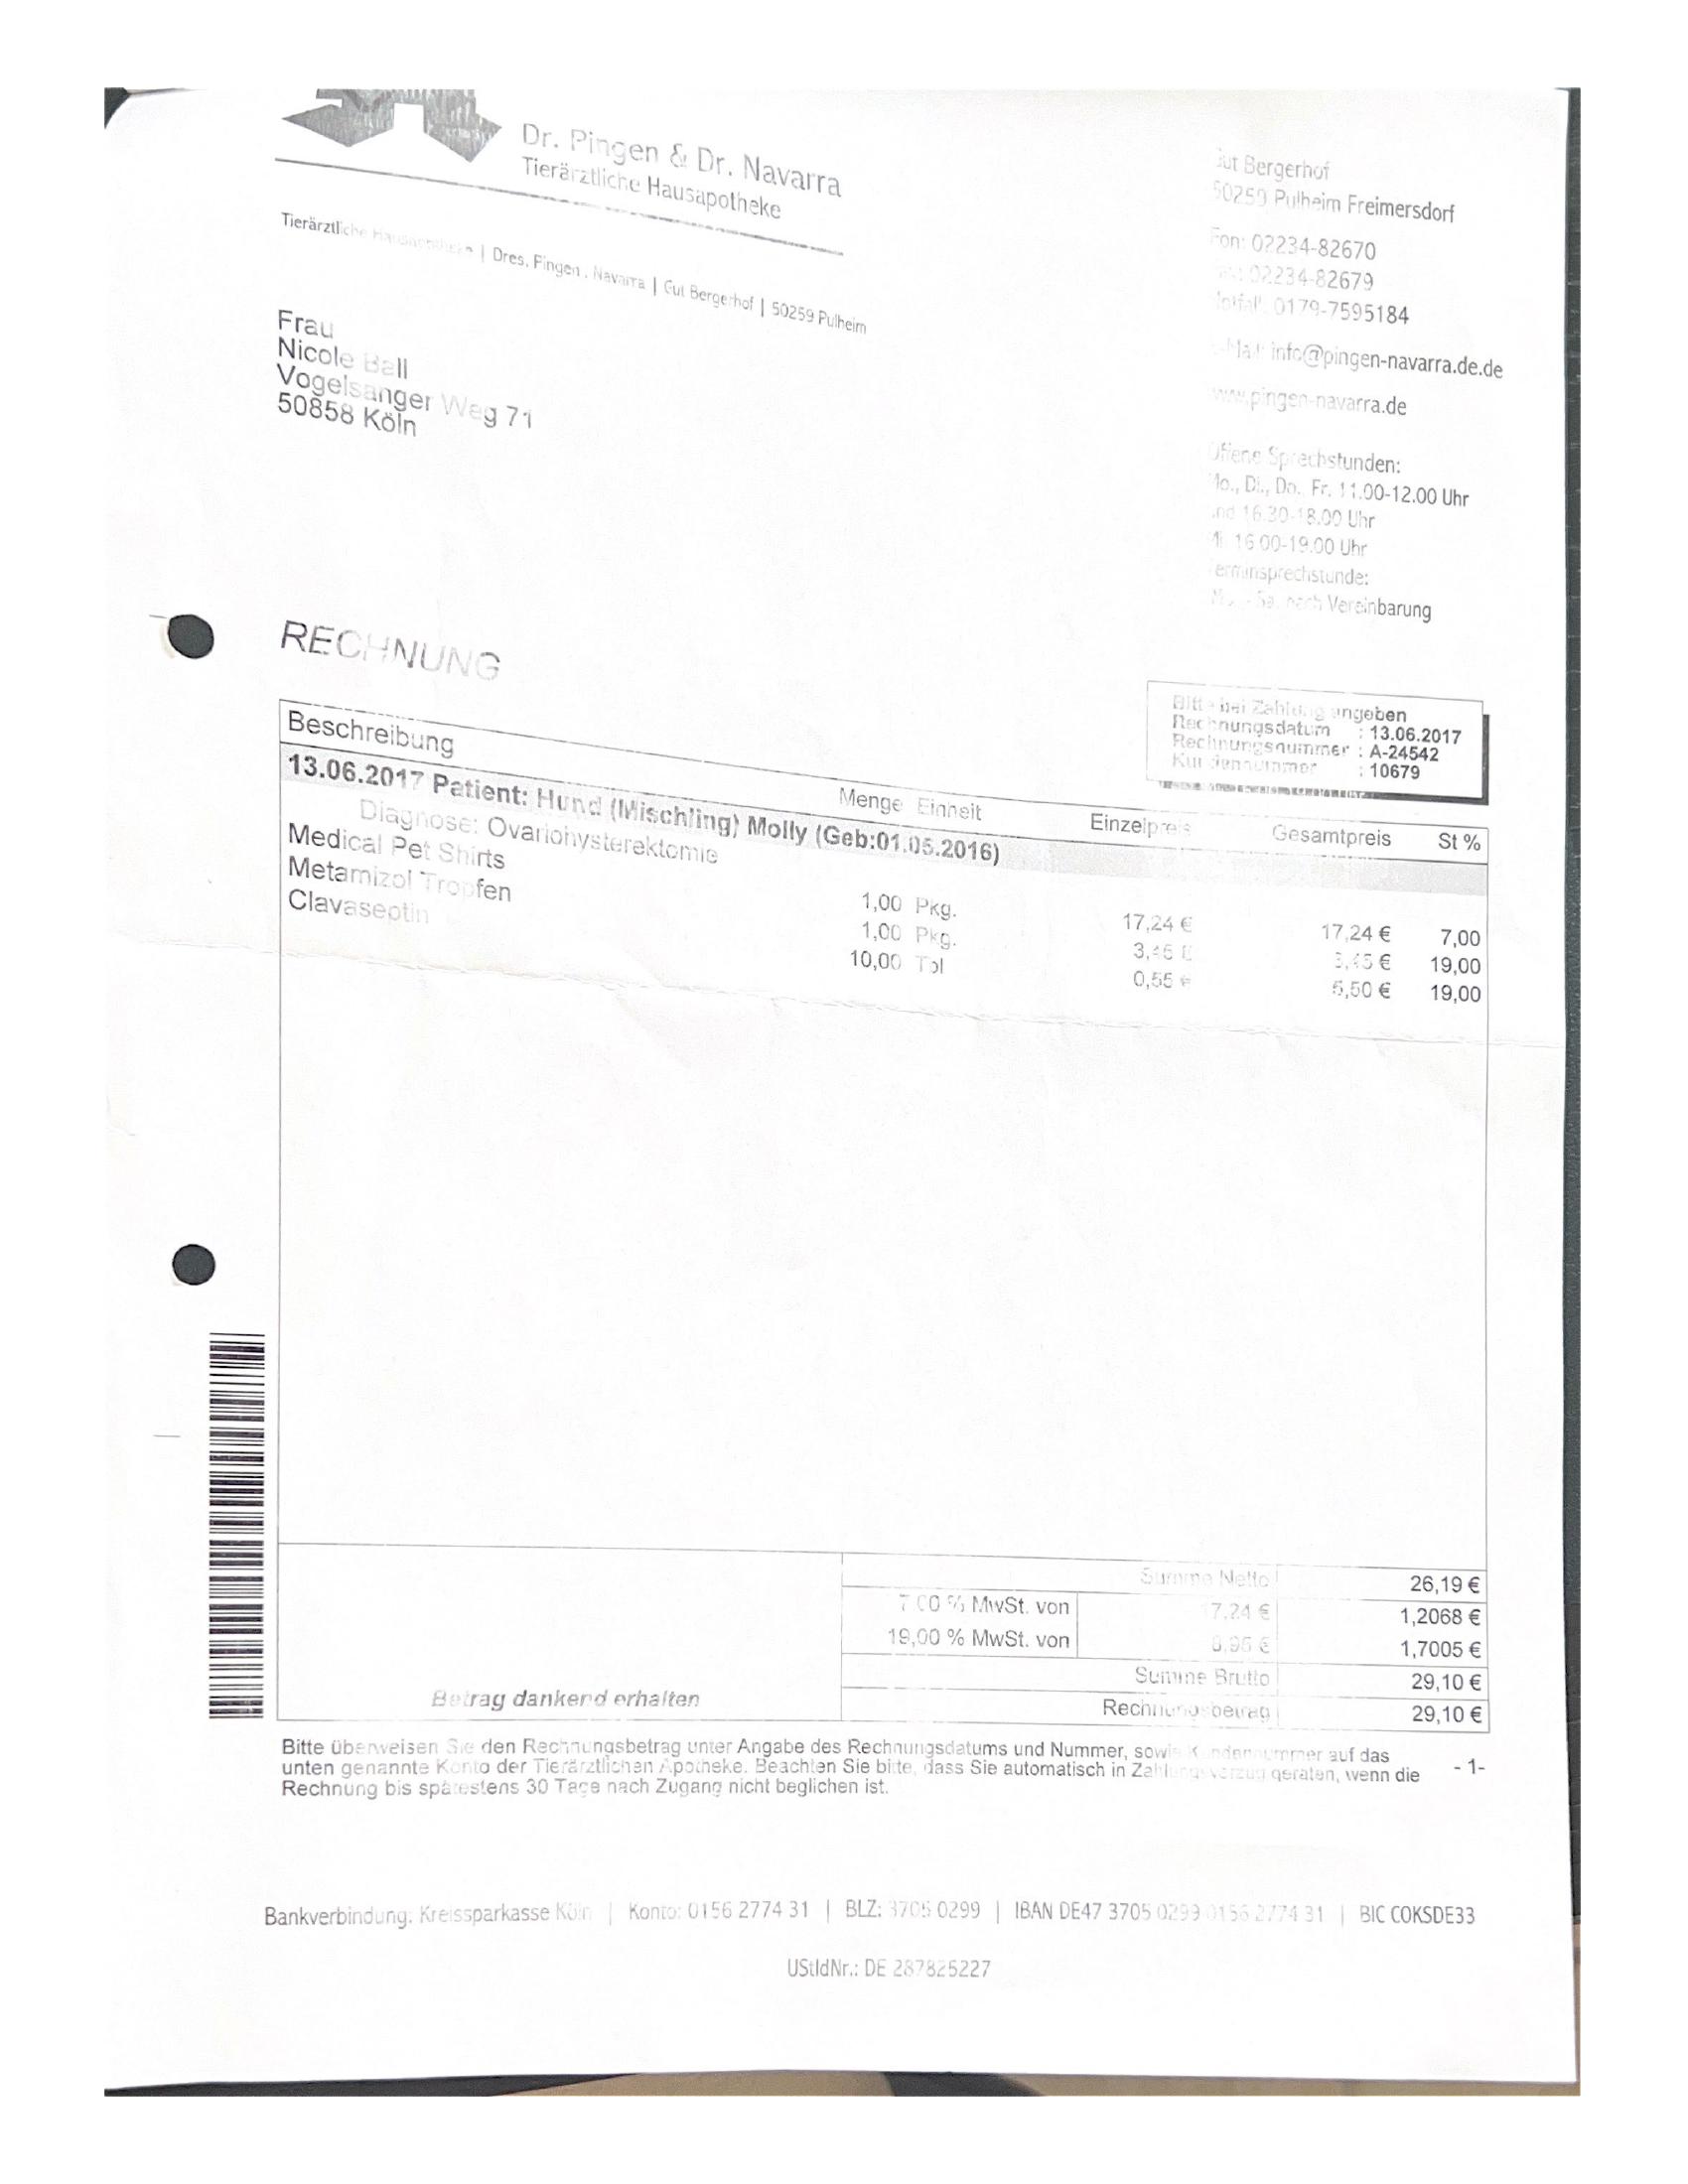 Dr. Pingen & Dr. Navarra
Tierärztliche Hausapotheke
Tierärztliche Hausapotheke | Dres. Pingen . Navarra | Gut Bergerhof | 50259 Pulheim
Gut Bergerhof
50259 Pulheim Freimersdorf
Fon: 02234-82670
02234-82679
Notfall: 0179-7595184
info@pingen-navarra.de.de
www.pingen-navarra.de
Offene Sprechstunden:
Mo., Di., Do. Fr. 11.00-12.00 Uhr
und 16.30-18.00 Uhr
Mi. 16.00-19.00 Uhr
Terminsprechstunde:
nach Vereinbarung
Frau
Nicole Ball
Vogelsanger Weg 71
50858 Köln
RECHNUNG
Bitte bei Zahlung angeben
Rechnungsdatum : 13.06.2017
Rechnungsnummer : A-24542
Kundennummer : 10679
Beschreibung Menge Einheit Einzelpreis Gesamtpreis St %
13.06.2017 Patient: Hund (Mischling) Molly (Geb:01.05.2016)
Diagnose: Ovariohysterektomie
Medical Pet Shirts 1,00 Pkg. 17,24 € 17,24 € 7,00
Metamizol Tropfen 1,00 Pkg. 3,45 € 3,45 € 19,00
Clavaseptin 10,00 Tbl 0,55 € 5,50 € 19,00
Summe Netto 26,19 €
7,00 % MwSt. von 17,24 € 1,2068 €
19,00 % MwSt. von 8,95 € 1,7005 €
Summe Brutto 29,10 €
Betrag dankend erhalten
Rechnungsbetrag 29,10 €
Bitte überweisen Sie den Rechnungsbetrag unter Angabe des Rechnungsdatums und Nummer, sowie Kundennummer auf das
unten genannte Konto der Tierärztlichen Apotheke. Beachten Sie bitte, dass Sie automatisch in Zahlungsverzug geraten, wenn die
Rechnung bis spätestens 30 Tage nach Zugang nicht beglichen ist.
- 1-
Bankverbindung: Kreissparkasse Köln | Konto: 0156 2774 31 | BLZ: 3705 0299 | IBAN DE47 3705 0299 0156 2774 31 | BIC COKSDE33
UStIdNr.: DE 287825227